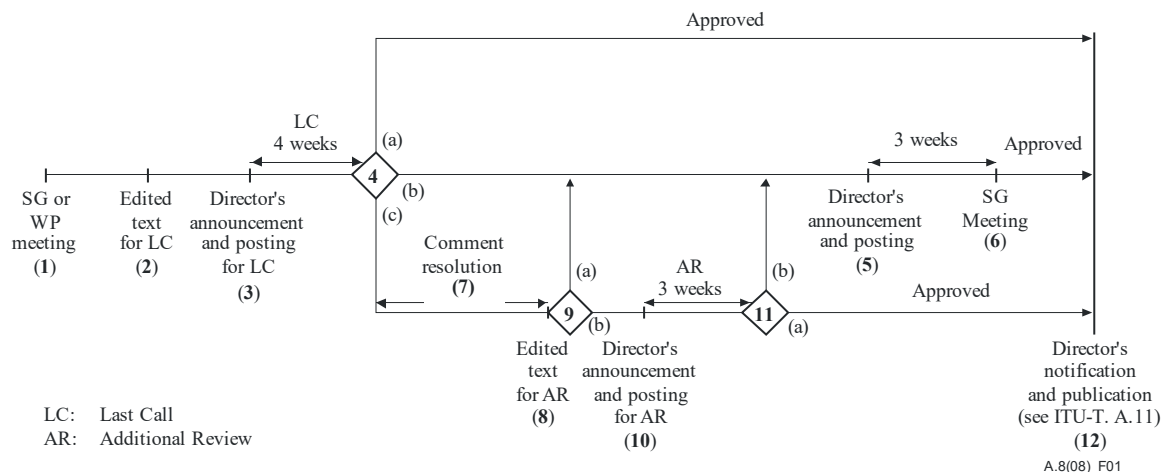 Approved
LC
4 weeks
(a)
4
(b)
(c)
3 weeks
Approved
SG or
WP
meeting
(1)
Edited
text
for LC
(2)
Director's
announcement
and posting
for LC
(3)
Director's
announcement
and posting
(5)
SG
Meeting
(6)
Comment
resolution
(7)
(a)
9
(b)
AR
3 weeks
(b)
11
(a)
Approved
Edited
text
for AR
(8)
Director's
announcement
and posting
for AR
(10)
Director's
notification
and publication
(see ITU-T. A.11)
(12)
LC: Last Call
AR: Additional Review
A.8(08)_F01